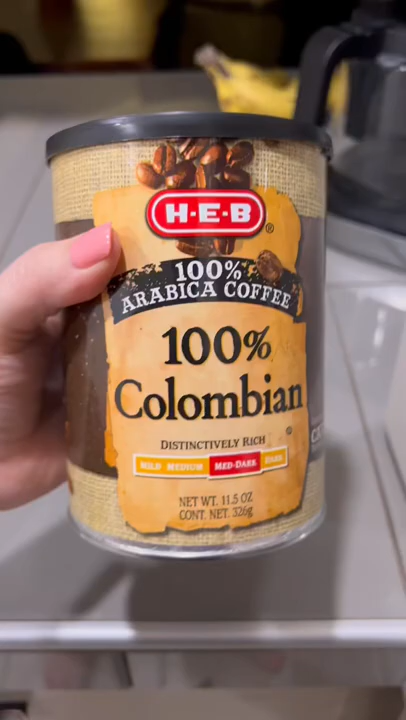 H-E-B®
100%
ARABICA COFFEE
100%
Colombian
DISTINCTIVELY RICH
MILD MEDIUM MED-DARK DARK
NET WT. 11.5 OZ
CONT. NET. 326g